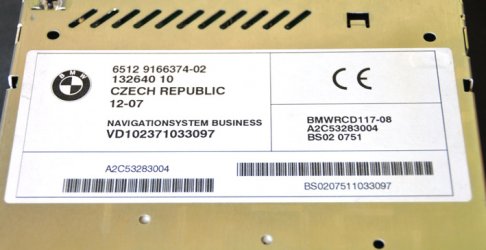 BMW
6512 9166374-02
132640 10
CZECH REPUBLIC
12-07
NAVIGATIONSYSTEM BUSINESS
VD102371033097
CE
BMWRCD117-08
A2C53283004
BS02 0751
A2C53283004
BS0207511033097